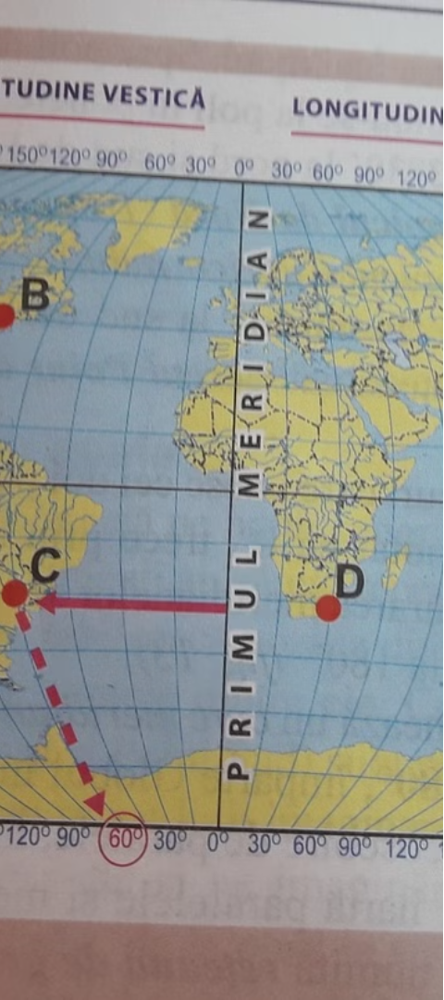 TUDINE VESTICĂ
LONGITUDIN
150° 120° 90° 60° 30° 0° 30° 60° 90° 120°
B
PRIMUL MERIDIAN
C
D
120° 90° 60° 30° 0° 30° 60° 90° 120°